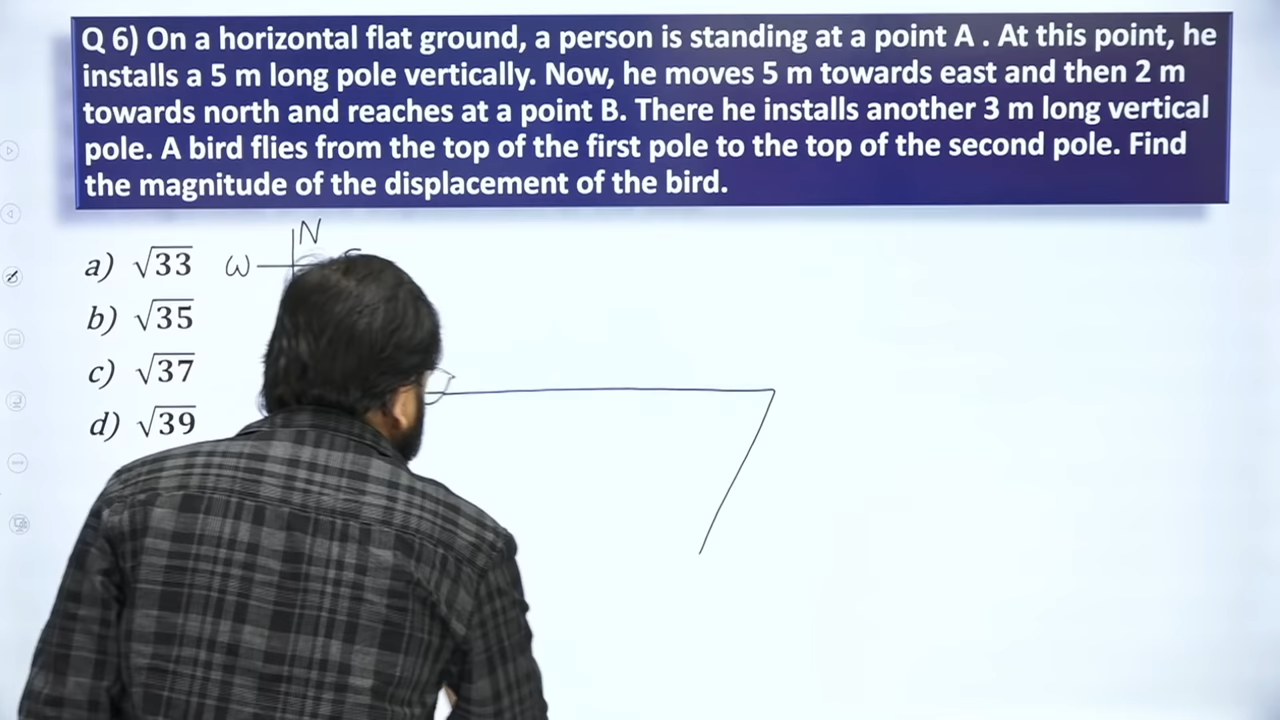 Q 6) On a horizontal flat ground, a person is standing at a point A . At this point, he
installs a 5 m long pole vertically. Now, he moves 5 m towards east and then 2 m
towards north and reaches at a point B. There he installs another 3 m long vertical
pole. A bird flies from the top of the first pole to the top of the second pole. Find
the magnitude of the displacement of the bird.
N
a) √33 W
b) √35
c) √37
d) √39